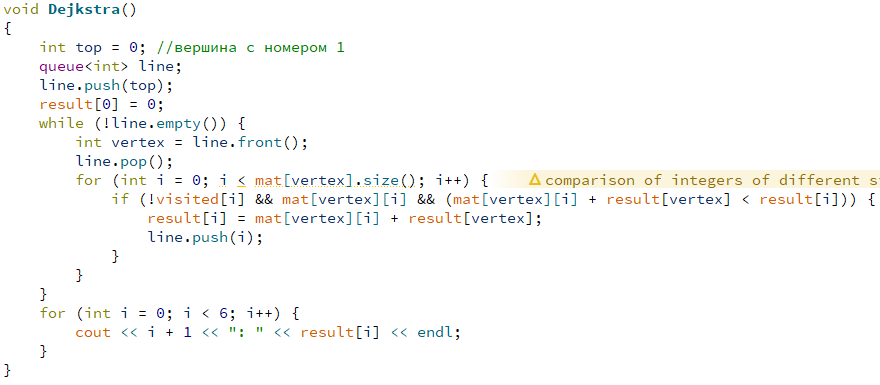 void Dejkstra()
{
    int top = 0; //вершина с номером 1
    queue<int> line;
    line.push(top);
    result[0] = 0;
    while (!line.empty()) {
        int vertex = line.front();
        line.pop();
        for (int i = 0; i < mat[vertex].size(); i++) { comparison of integers of different s
            if (!visited[i] && mat[vertex][i] && (mat[vertex][i] + result[vertex] < result[i])) {
                result[i] = mat[vertex][i] + result[vertex];
                line.push(i);
            }
        }
    }
    for (int i = 0; i < 6; i++) {
        cout << i + 1 << ": " << result[i] << endl;
    }
}